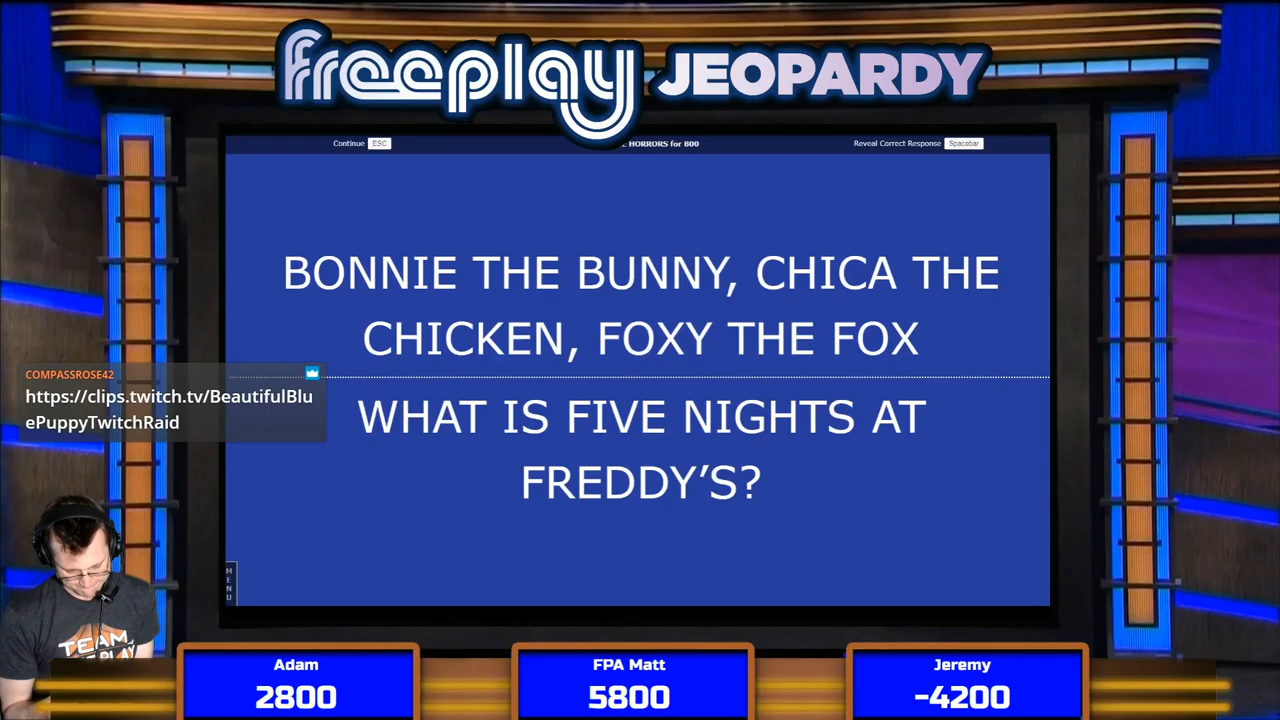 freeplay JEOPARDY
Continue ESC
HORRORS for 800
Reveal Correct Response Spacebar
BONNIE THE BUNNY, CHICA THE
CHICKEN, FOXY THE FOX
COMPASSROSE42
https://clips.twitch.tv/BeautifulBlu
ePuppyTwitchRaid
WHAT IS FIVE NIGHTS AT
FREDDY’S?
MENU
TEAM
Adam
2800
FPA Matt
5800
Jeremy
-4200